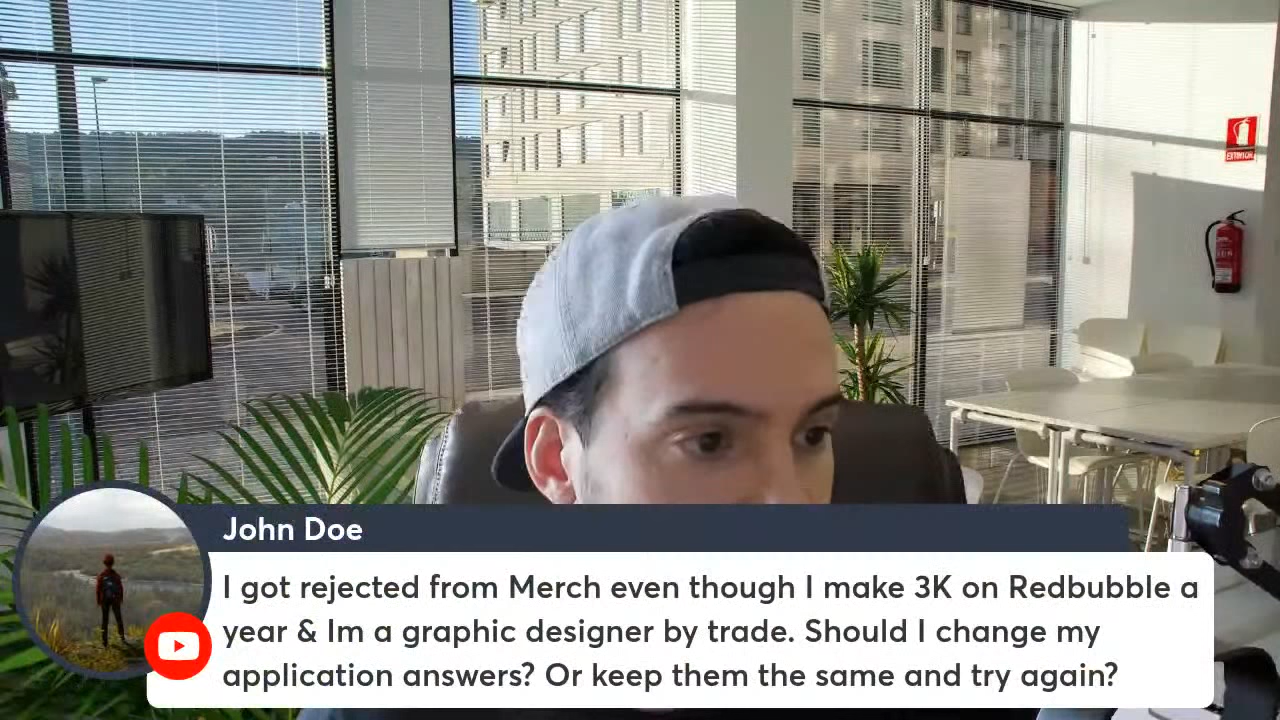 EXTINTOR
John Doe
I got rejected from Merch even though I make 3K on Redbubble a
year & Im a graphic designer by trade. Should I change my
application answers? Or keep them the same and try again?